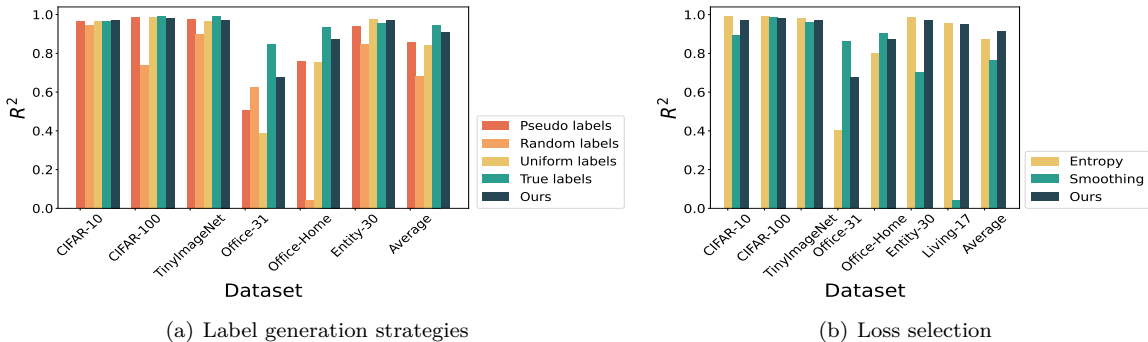 1.0
0.8
0.6
0.4
0.2
0.0
R²
CIFAR-10
CIFAR-100
TinyImageNet
Office-31
Office-Home
Entity-30
Average
Dataset
Pseudo labels
Random labels
Uniform labels
True labels
Ours
(a) Label generation strategies
1.0
0.8
0.6
0.4
0.2
0.0
R²
CIFAR-10
CIFAR-100
TinyImageNet
Office-31
Office-Home
Entity-30
Living-17
Average
Dataset
Entropy
Smoothing
Ours
(b) Loss selection